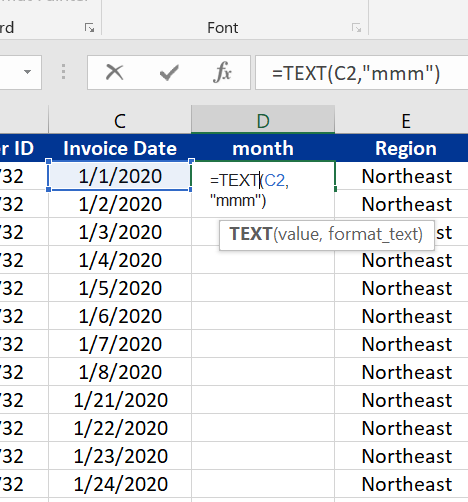 rd
Font
fx
=TEXT(C2,"mmm")
C D E
r ID Invoice Date month Region
/32 1/1/2020 =TEXT(C2, Northeast
"mmm")
/32 1/2/2020 Northeast
/32 1/3/2020 TEXT(value, format_text) Northeast
/32 1/4/2020 Northeast
/32 1/5/2020 Northeast
/32 1/6/2020 Northeast
/32 1/7/2020 Northeast
/32 1/8/2020 Northeast
/32 1/21/2020 Northeast
/32 1/22/2020 Northeast
/32 1/23/2020 Northeast
/32 1/24/2020 Northeast